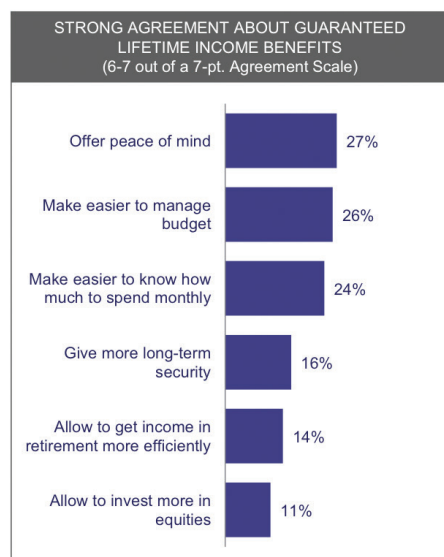 STRONG AGREEMENT ABOUT GUARANTEED
LIFETIME INCOME BENEFITS
(6-7 out of a 7-pt. Agreement Scale)
Offer peace of mind
27%
Make easier to manage
budget
26%
Make easier to know how
much to spend monthly
24%
Give more long-term
security
16%
Allow to get income in
retirement more efficiently
14%
Allow to invest more in
equities
11%